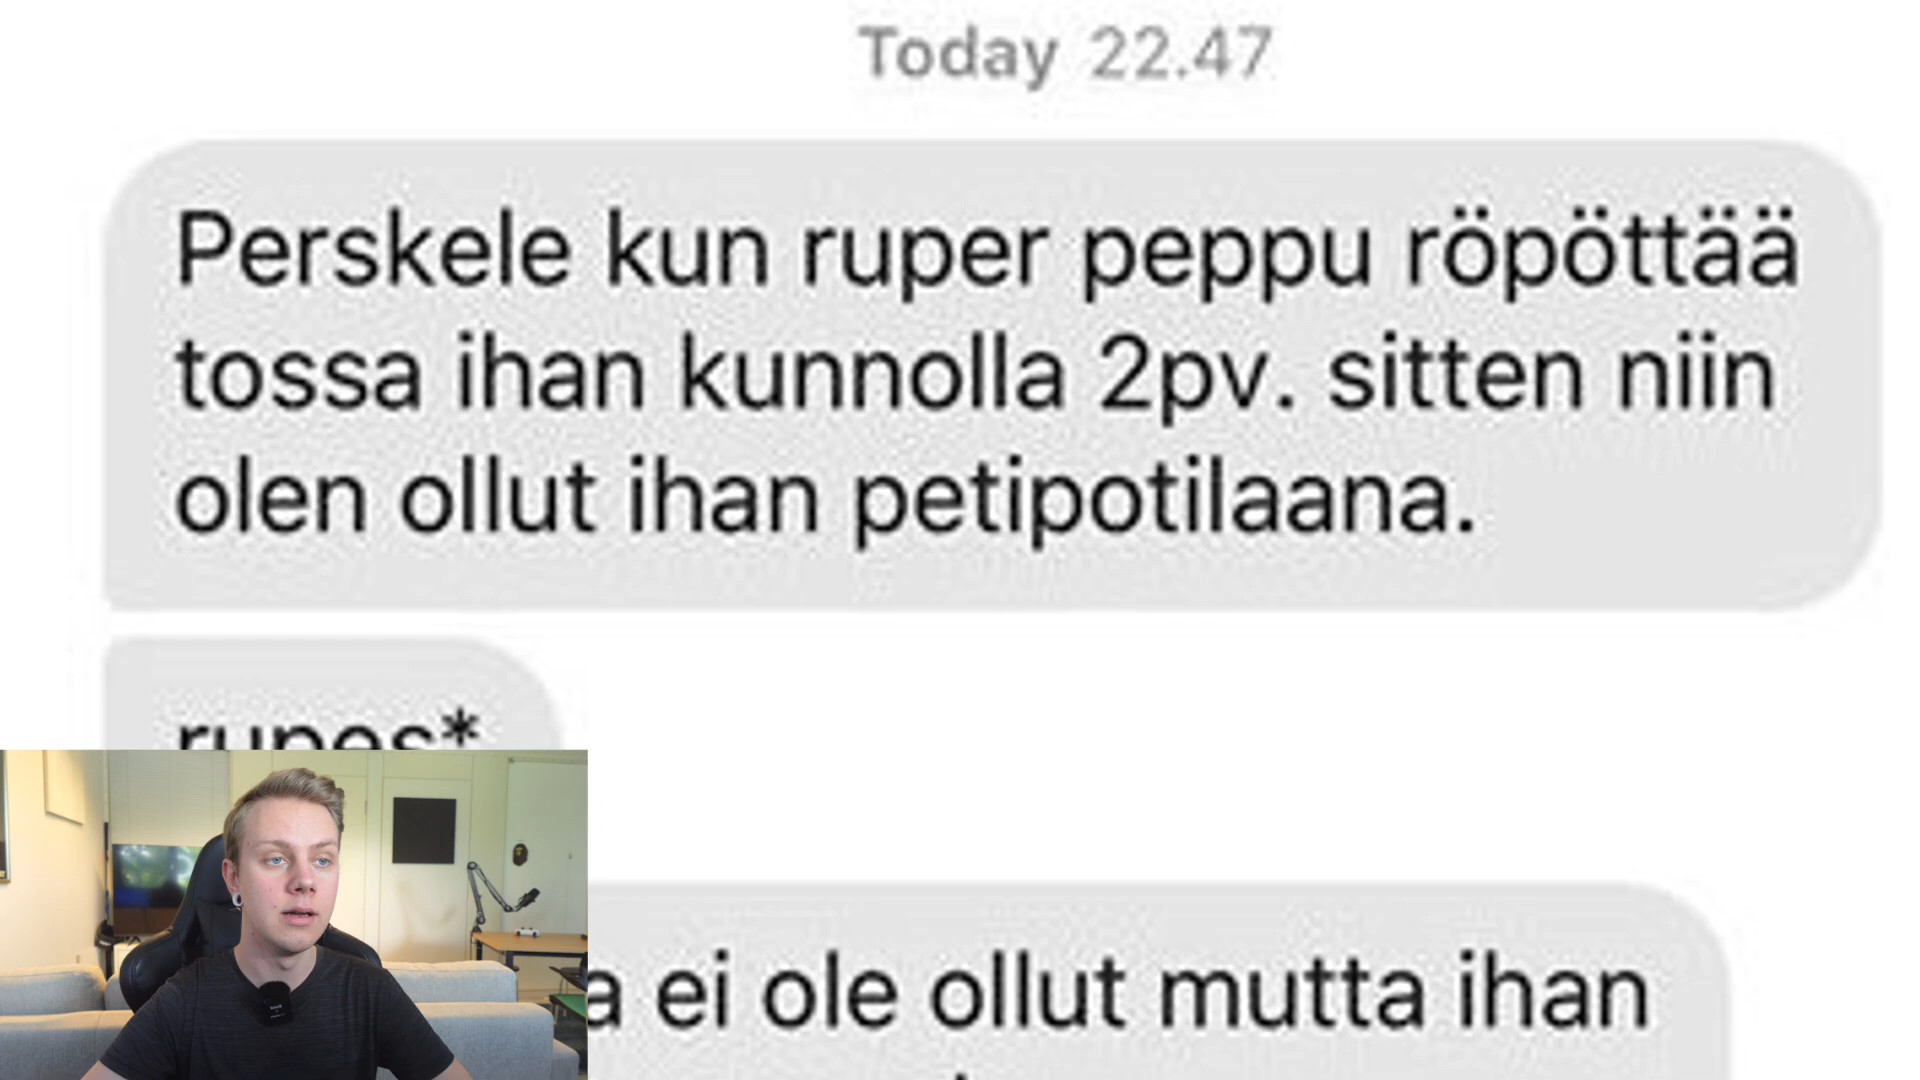 Today 22.47
Perskele kun ruper peppu röpöttää
tossa ihan kunnolla 2pv. sitten niin
olen ollut ihan petipotilaana.
rupes*
a ei ole ollut mutta ihan